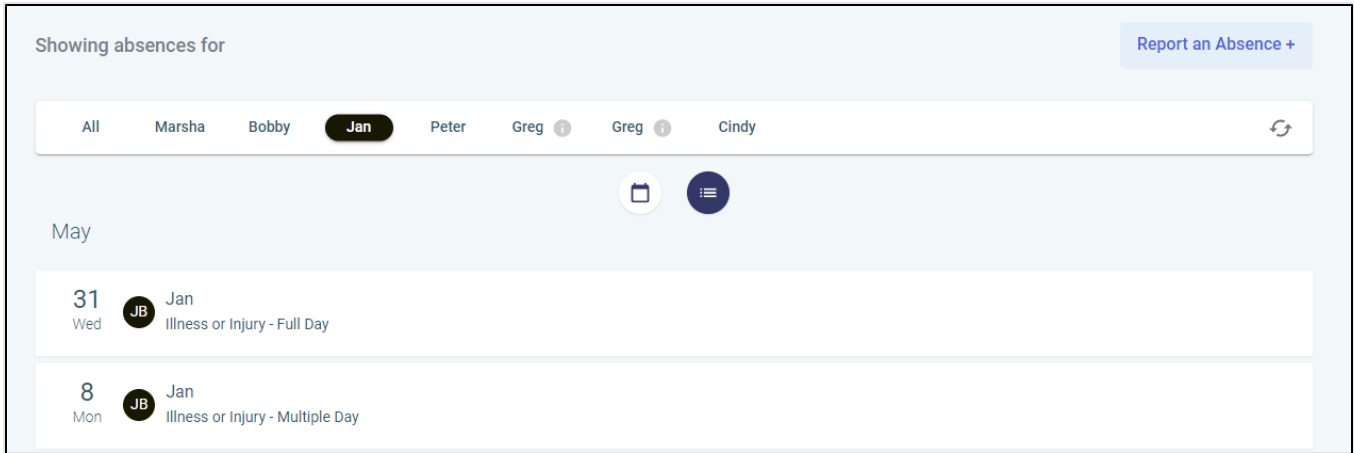 Showing absences for
Report an Absence +
All Marsha Bobby Jan Peter Greg Greg Cindy
May
31
Wed
JB
Jan
Illness or Injury - Full Day
8
Mon
JB
Jan
Illness or Injury - Multiple Day